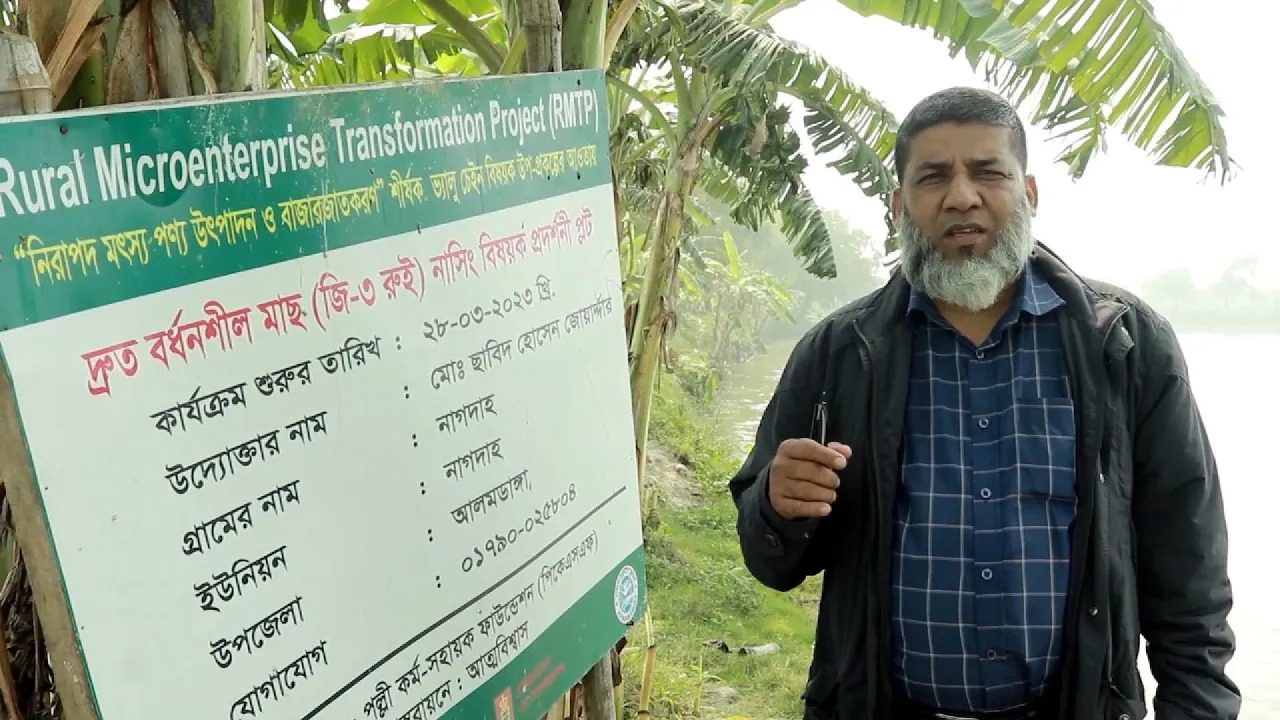 Rural Microenterprise Transformation Project (RMTP)
“নিরাপদ মৎস্য পণ্য উৎপাদন ও বাজারজাতকরণ” শীর্ষক ভ্যালু চেইন বিষয়ক উপ-প্রকল্পের আওতায়
দ্রুত বর্ধনশীল মাছ (জি-৩ রুই) নার্সিং বিষয়ক প্রদর্শনী প্লট
কার্যক্রম শুরুর তারিখ : ২৮-০৩-২০২৩ খ্রি.
উদ্যোক্তার নাম : মোঃ ছাবিদ হোসেন জোয়ার্দ্দার
গ্রামের নাম : নাগদাহ
ইউনিয়ন : নাগদাহ
উপজেলা : আলমডাঙ্গা,
যোগাযোগ : ০১৭৯০-০২৫৮০৪
পল্লী কর্ম-সহায়ক ফাউন্ডেশন (পিকেএসএফ)
বায়নে : আত্মবিশ্বাস